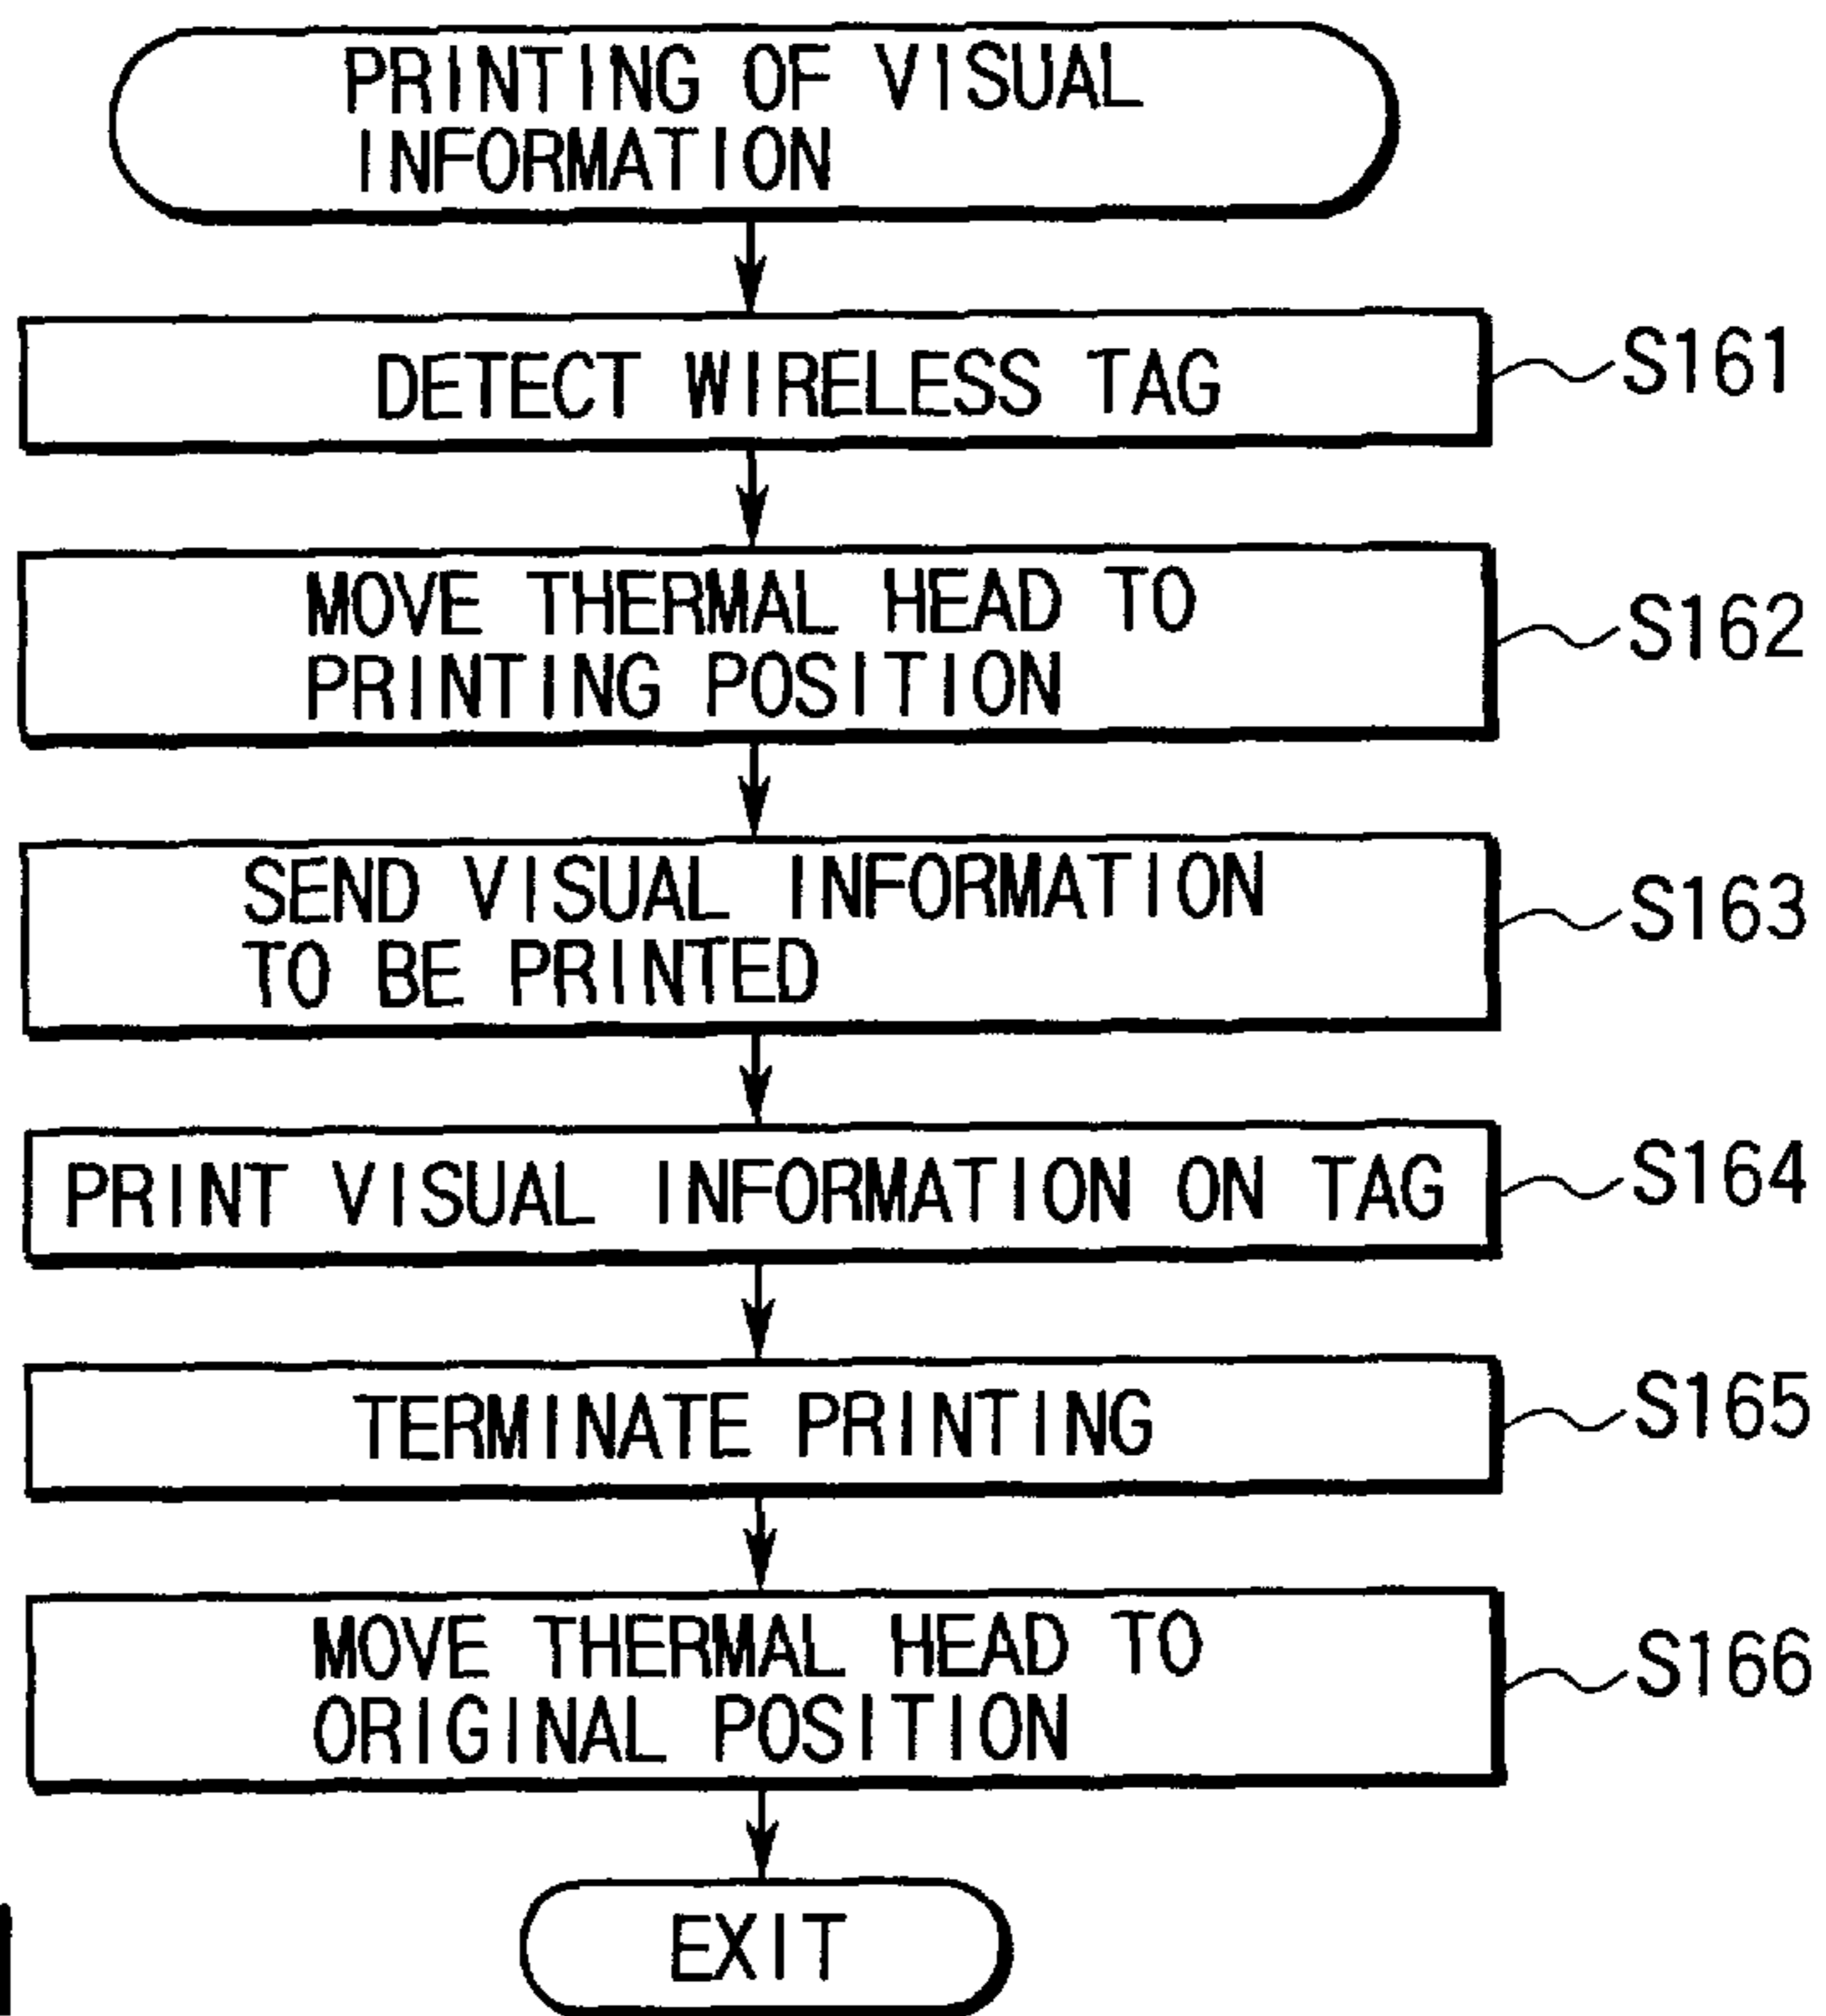 PRINTING OF VISUAL
INFORMATION
DETECT WIRELESS TAG
S161
MOVE THERMAL HEAD TO
PRINTING POSITION
S162
SEND VISUAL INFORMATION
TO BE PRINTED
S163
PRINT VISUAL INFORMATION ON TAG
S164
TERMINATE PRINTING
S165
MOVE THERMAL HEAD TO
ORIGINAL POSITION
S166
EXIT